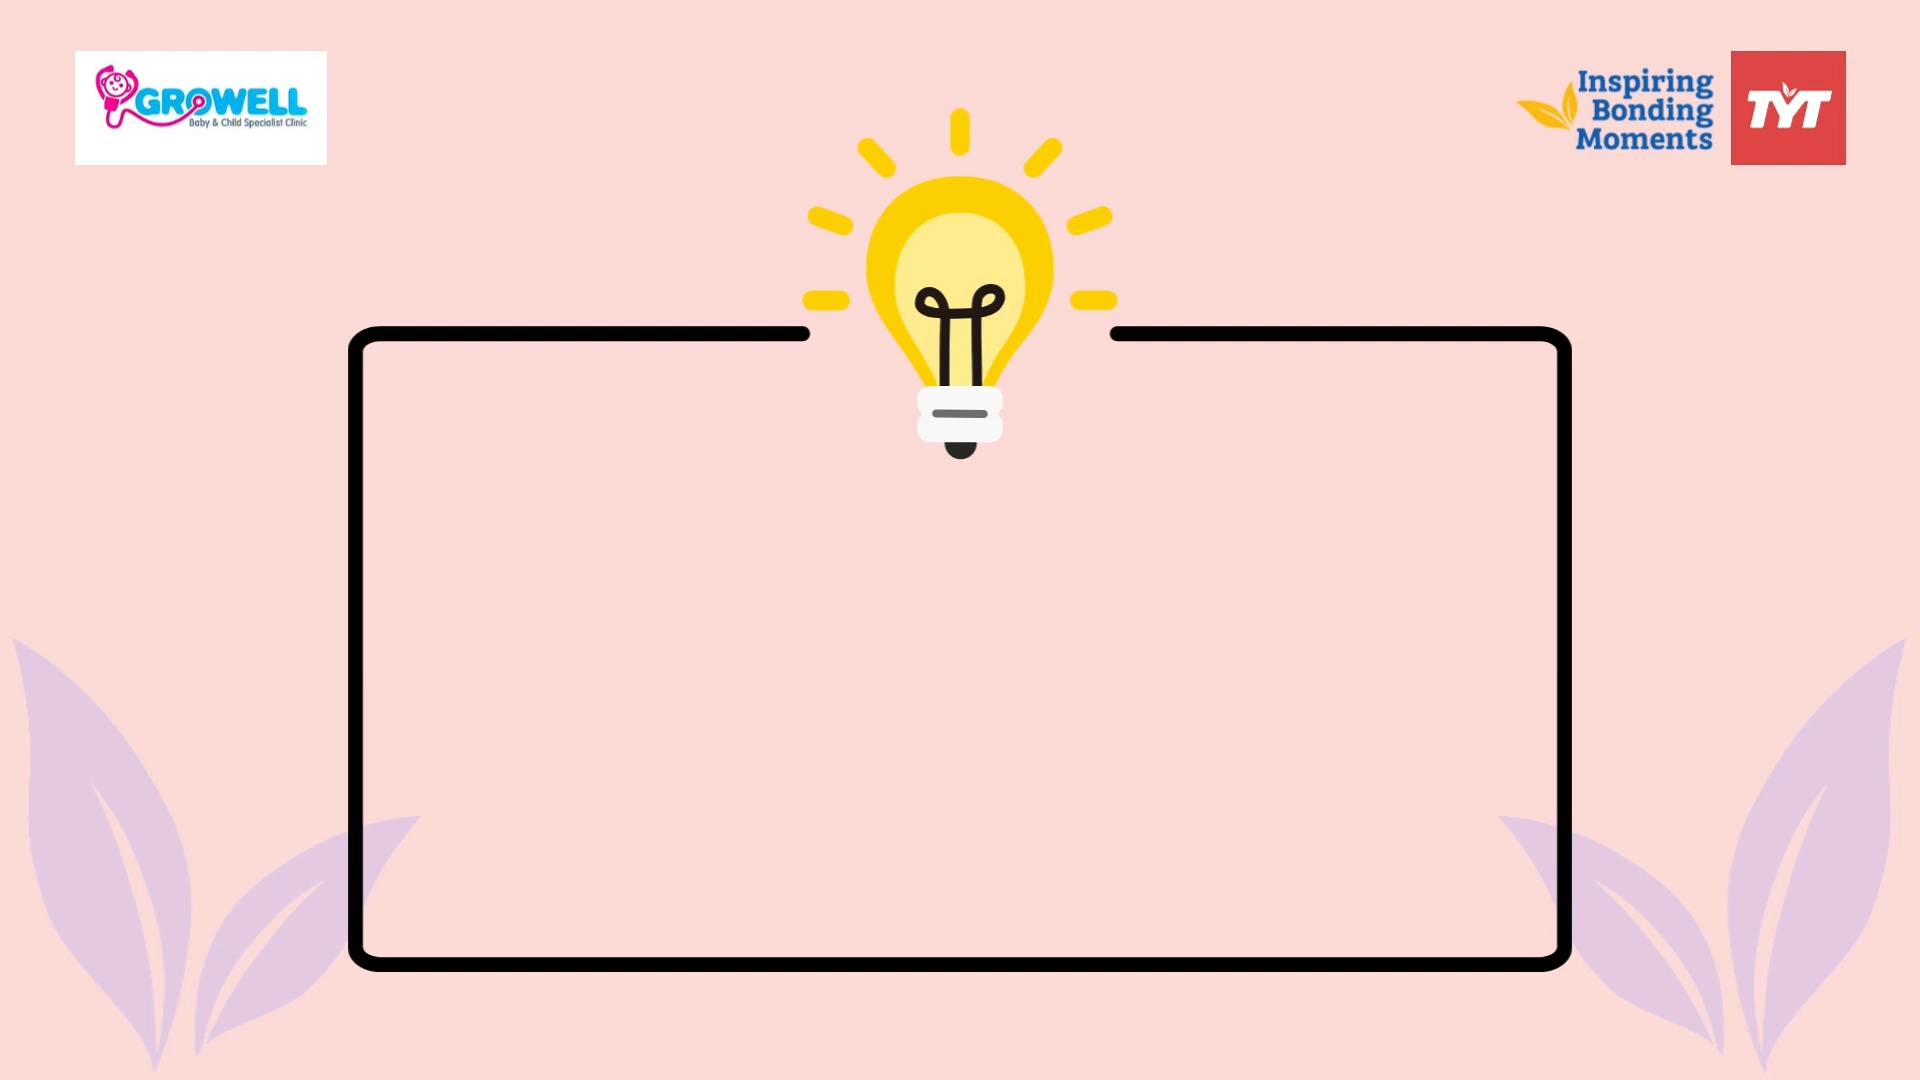 GROWELL
Baby & Child Specialist Clinic
Inspiring
Bonding
Moments
TYT